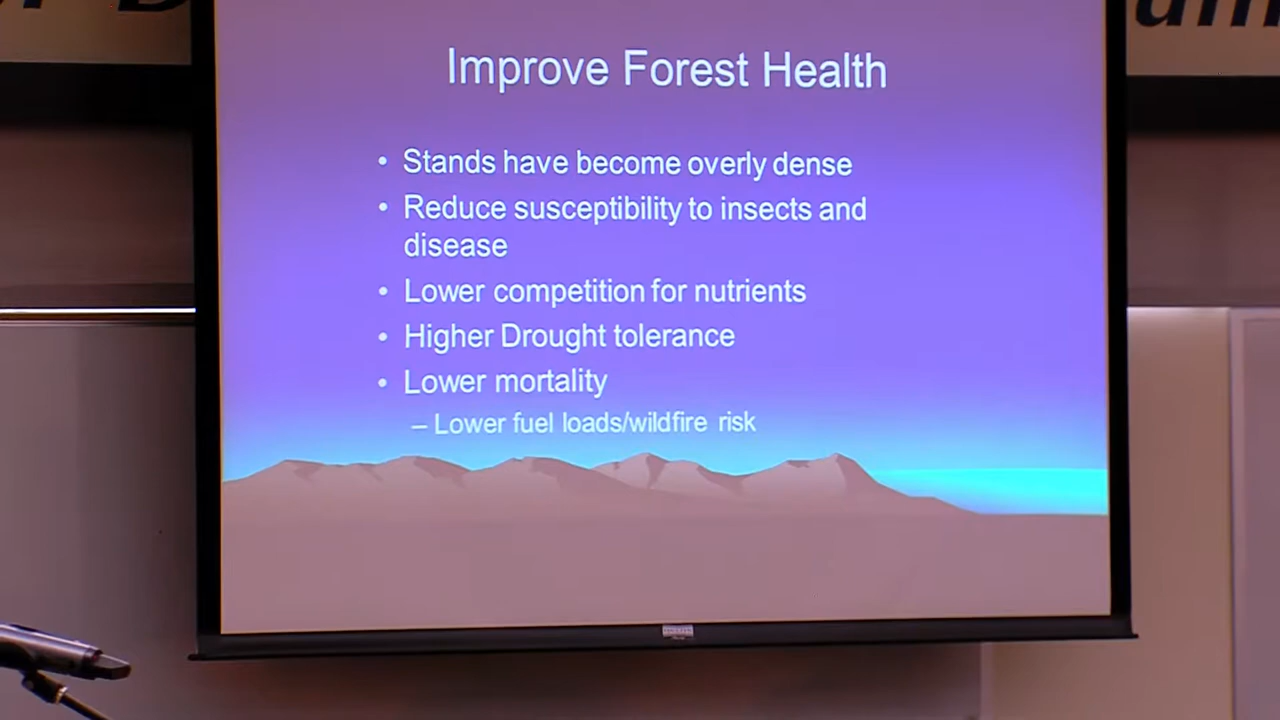 Improve Forest Health
• Stands have become overly dense
• Reduce susceptibility to insects and
disease
• Lower competition for nutrients
• Higher Drought tolerance
• Lower mortality
– Lower fuel loads/wildfire risk